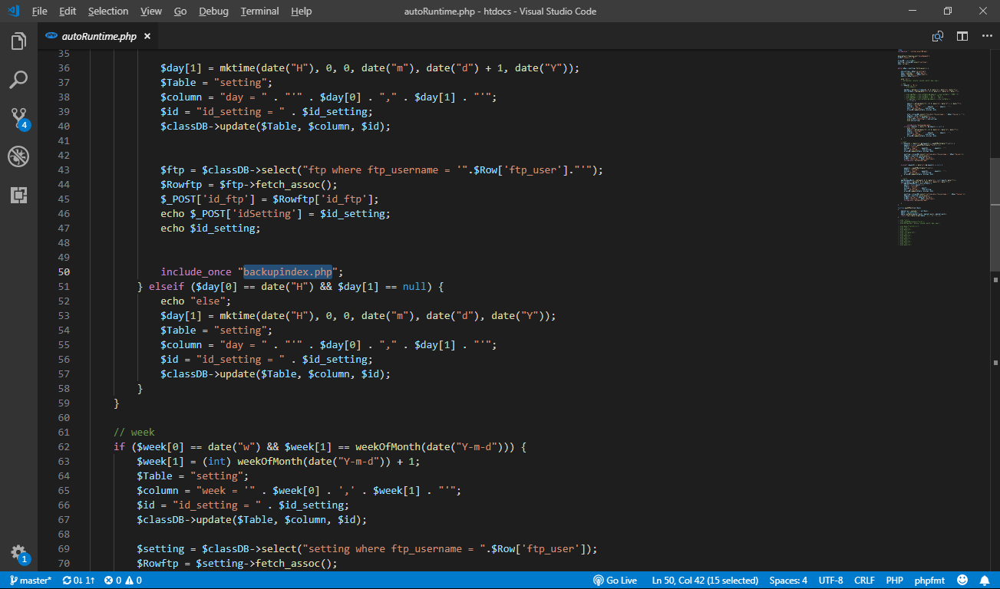 File Edit Selection View Go Debug Terminal Help
autoRuntime.php - htdocs - Visual Studio Code
php autoRuntime.php ×
35
36 $day[1] = mktime(date("H"), 0, 0, date("m"), date("d") + 1, date("Y"));
37 $Table = "setting";
38 $column = "day = " . "'" . $day[0] . "," . $day[1] . "'";
39 $id = "id_setting = " . $id_setting;
40 $classDB->update($Table, $column, $id);
41
42
43 $ftp = $classDB->select("ftp where ftp_username = '".$Row['ftp_user']."'");
44 $Rowftp = $ftp->fetch_assoc();
45 $_POST['id_ftp'] = $Rowftp['id_ftp'];
46 echo $_POST['idSetting'] = $id_setting;
47 echo $id_setting;
48
49
50 include_once "backupindex.php";
51 } elseif ($day[0] == date("H") && $day[1] == null) {
52 echo "else";
53 $day[1] = mktime(date("H"), 0, 0, date("m"), date("d"), date("Y"));
54 $Table = "setting";
55 $column = "day = " . "'" . $day[0] . "," . $day[1] . "'";
56 $id = "id_setting = " . $id_setting;
57 $classDB->update($Table, $column, $id);
58 }
59 }
60
61 // week
62 if ($week[0] == date("w") && $week[1] == weekOfMonth(date("Y-m-d"))) {
63 $week[1] = (int) weekOfMonth(date("Y-m-d")) + 1;
64 $Table = "setting";
65 $column = "week = '" . $week[0] . ',' . $week[1] . "'";
66 $id = "id_setting = " . $id_setting;
67 $classDB->update($Table, $column, $id);
68
69 $setting = $classDB->select("setting where ftp_username = ".$Row['ftp_user']);
70 $Rowftp = $setting->fetch_assoc();
4
1
master* 0↓ 1↑ 0 0 Go Live Ln 50, Col 42 (15 selected) Spaces: 4 UTF-8 CRLF PHP phpfmt